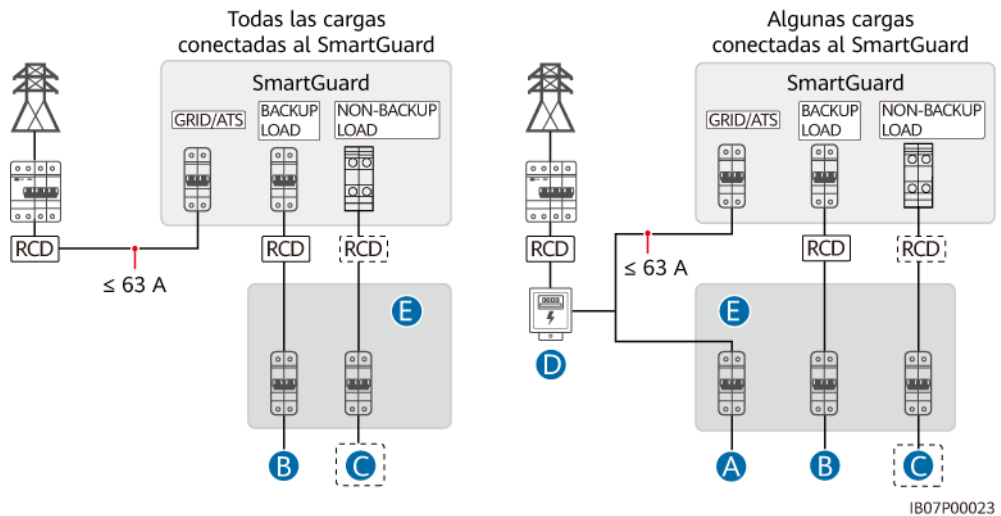 Todas las cargas
conectadas al SmartGuard
SmartGuard
GRID/ATS
BACKUP
LOAD
NON-BACKUP
LOAD
RCD
RCD
RCD
≤ 63 A
E
B
C
Algunas cargas
conectadas al SmartGuard
SmartGuard
GRID/ATS
BACKUP
LOAD
NON-BACKUP
LOAD
RCD
RCD
RCD
≤ 63 A
E
D
A
B
C
IB07P00023